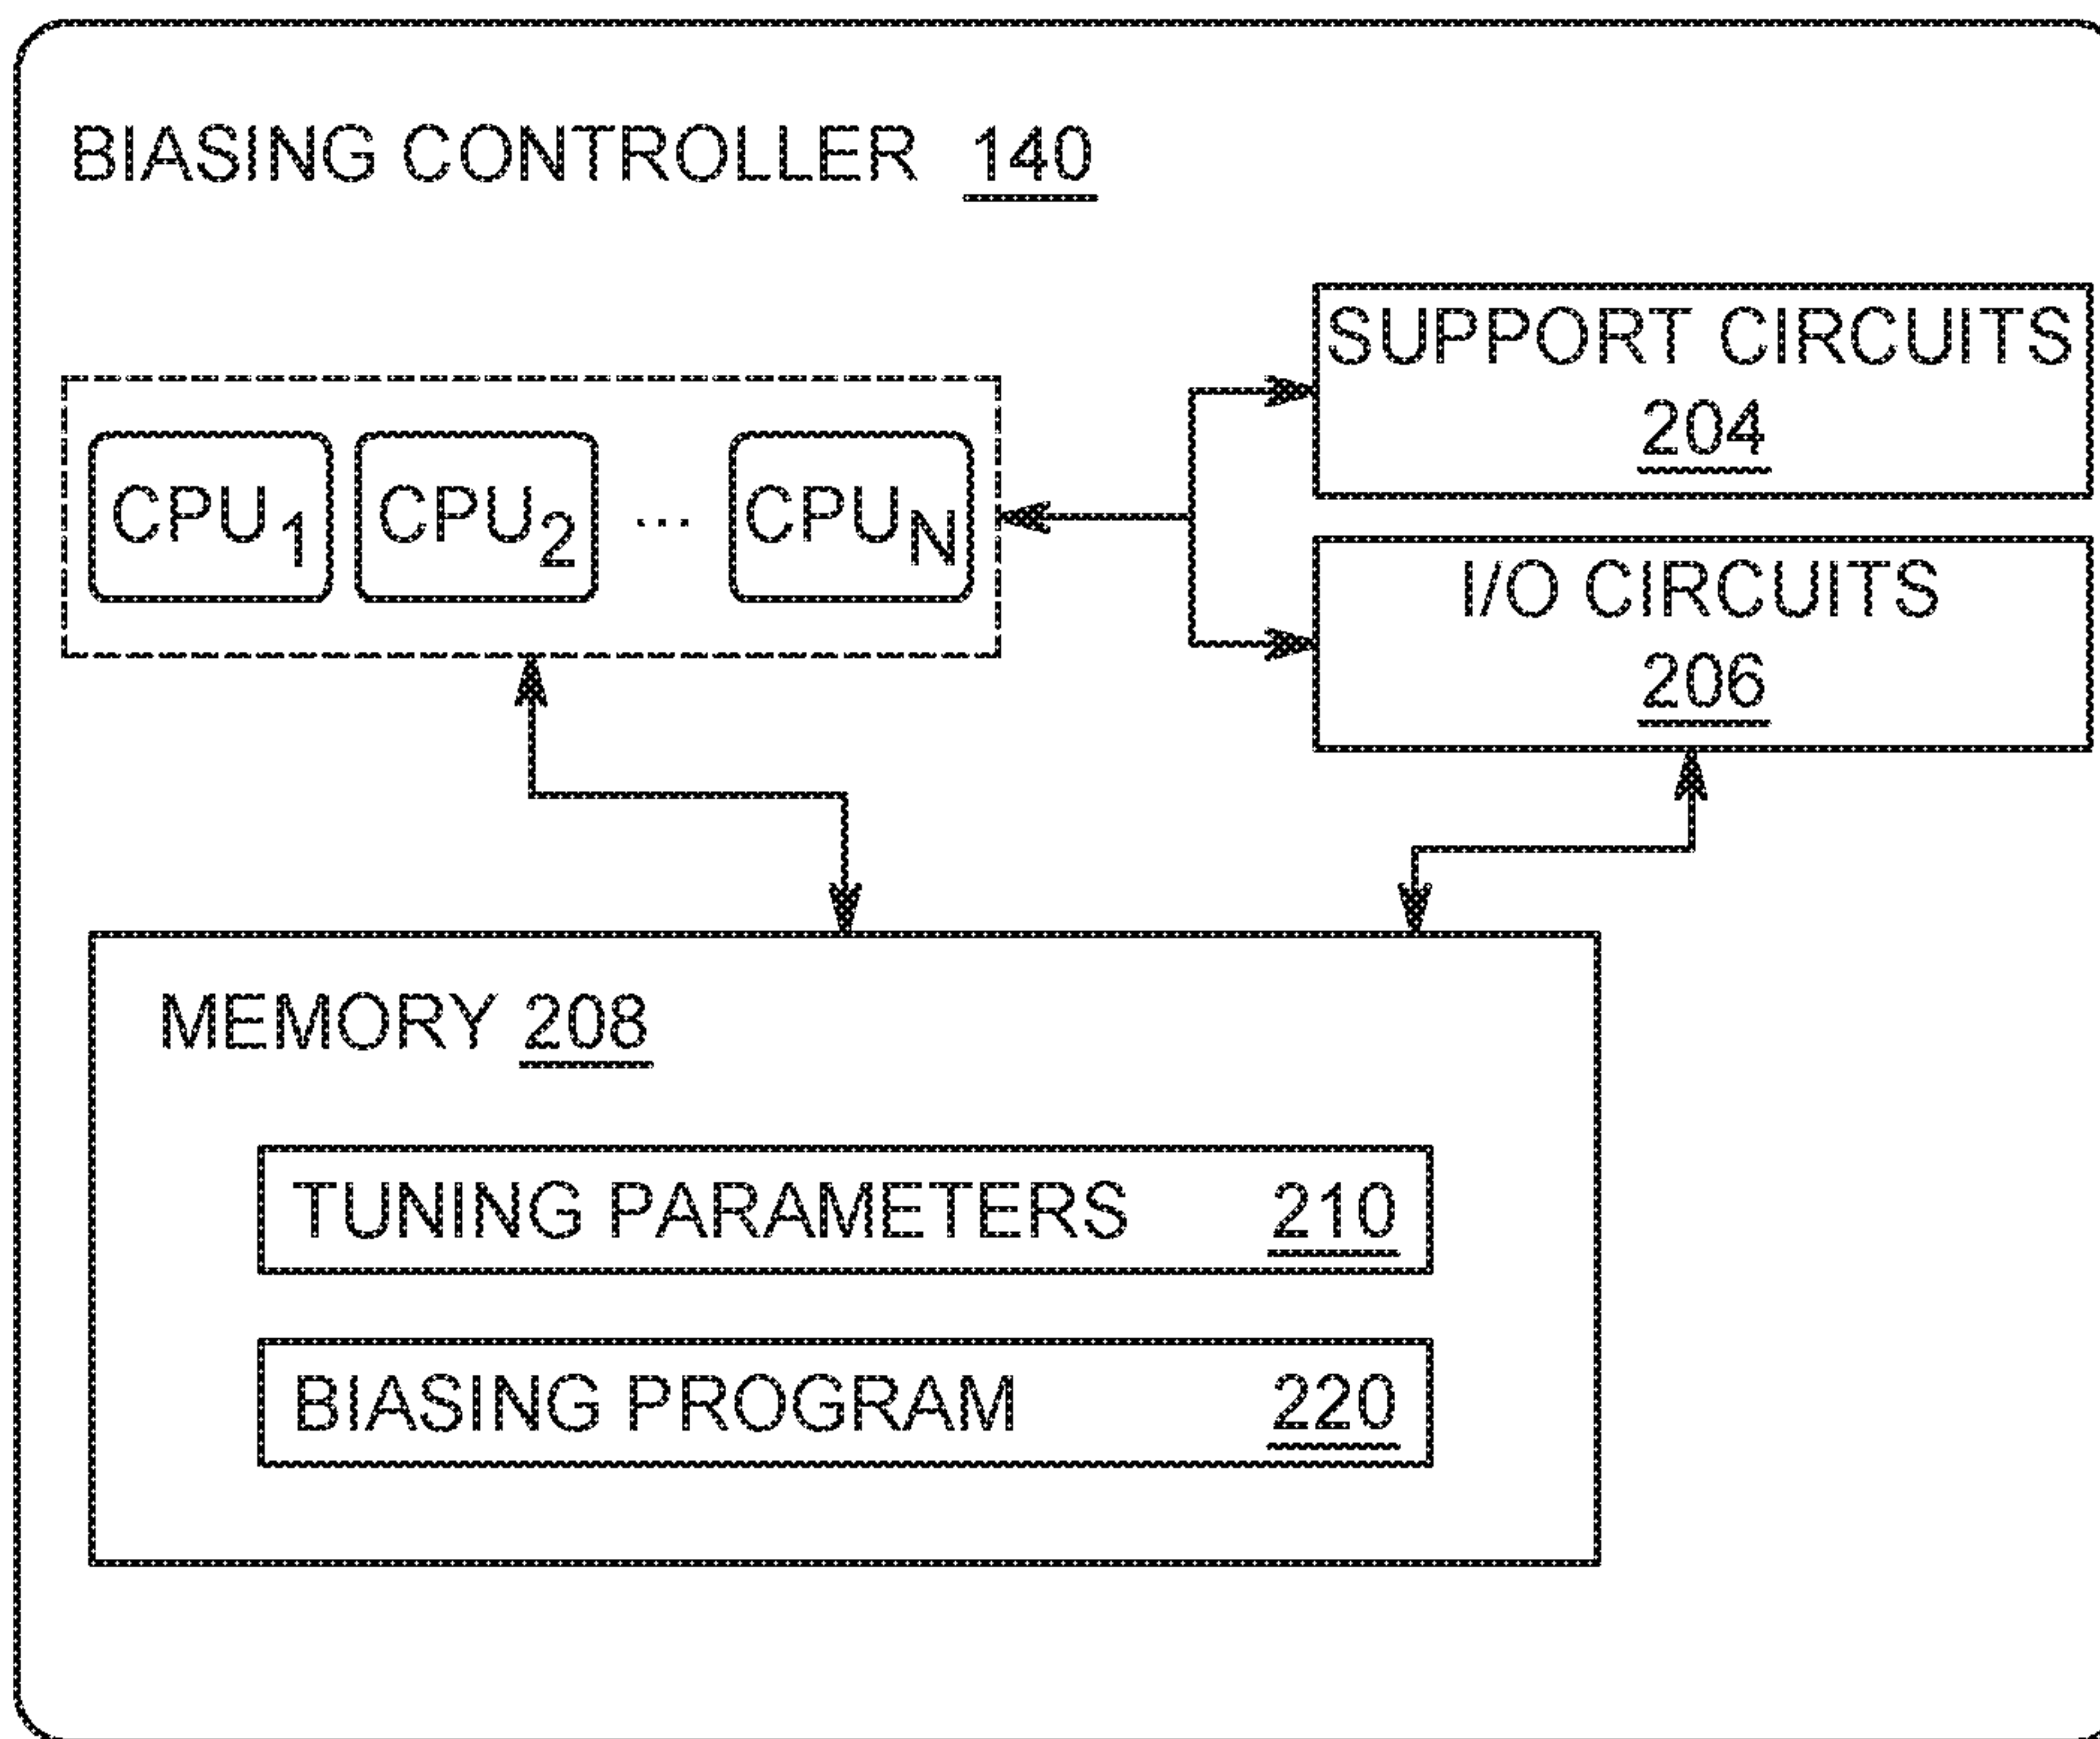 BIASING CONTROLLER 140
SUPPORT CIRCUITS
204
CPU1 CPU2 ... CPUN
I/O CIRCUITS
206
MEMORY 208
TUNING PARAMETERS 210
BIASING PROGRAM 220